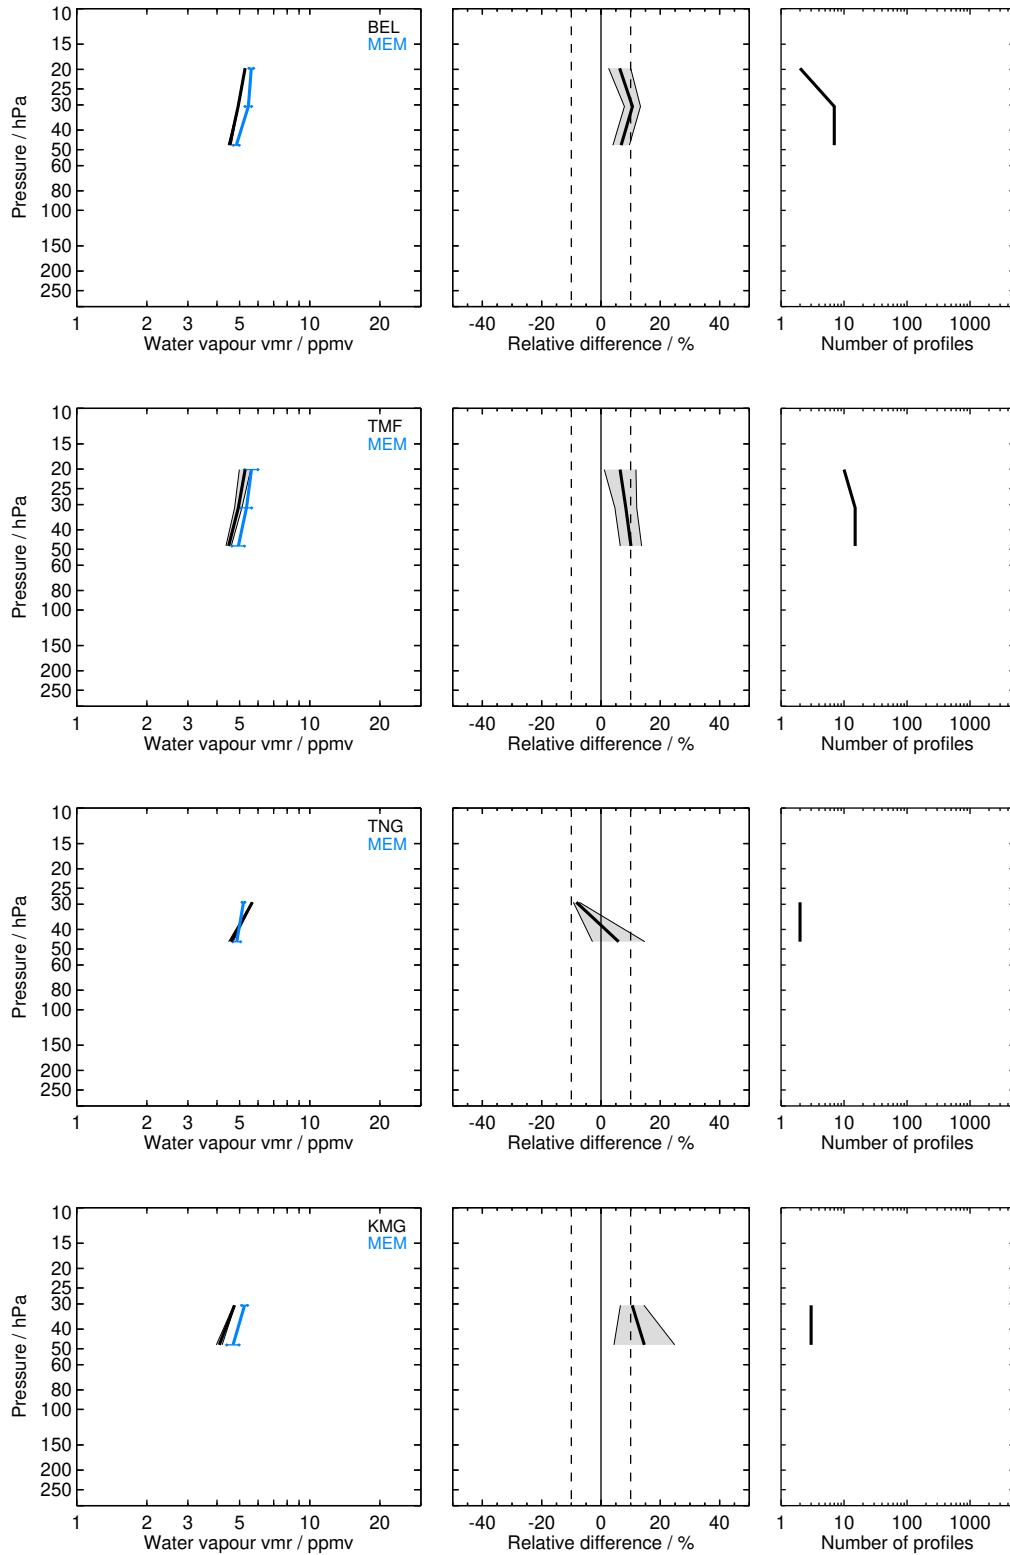 10
15
20
25
30
40
50
60
80
100
150
200
250
Pressure / hPa
BEL
MEM
1 2 3 5 10 20
Water vapour vmr / ppmv
-40 -20 0 20 40
Relative difference / %
1 10 100 1000
Number of profiles
10
15
20
25
30
40
50
60
80
100
150
200
250
Pressure / hPa
TMF
MEM
1 2 3 5 10 20
Water vapour vmr / ppmv
-40 -20 0 20 40
Relative difference / %
1 10 100 1000
Number of profiles
10
15
20
25
30
40
50
60
80
100
150
200
250
Pressure / hPa
TNG
MEM
1 2 3 5 10 20
Water vapour vmr / ppmv
-40 -20 0 20 40
Relative difference / %
1 10 100 1000
Number of profiles
10
15
20
25
30
40
50
60
80
100
150
200
250
Pressure / hPa
KMG
MEM
1 2 3 5 10 20
Water vapour vmr / ppmv
-40 -20 0 20 40
Relative difference / %
1 10 100 1000
Number of profiles